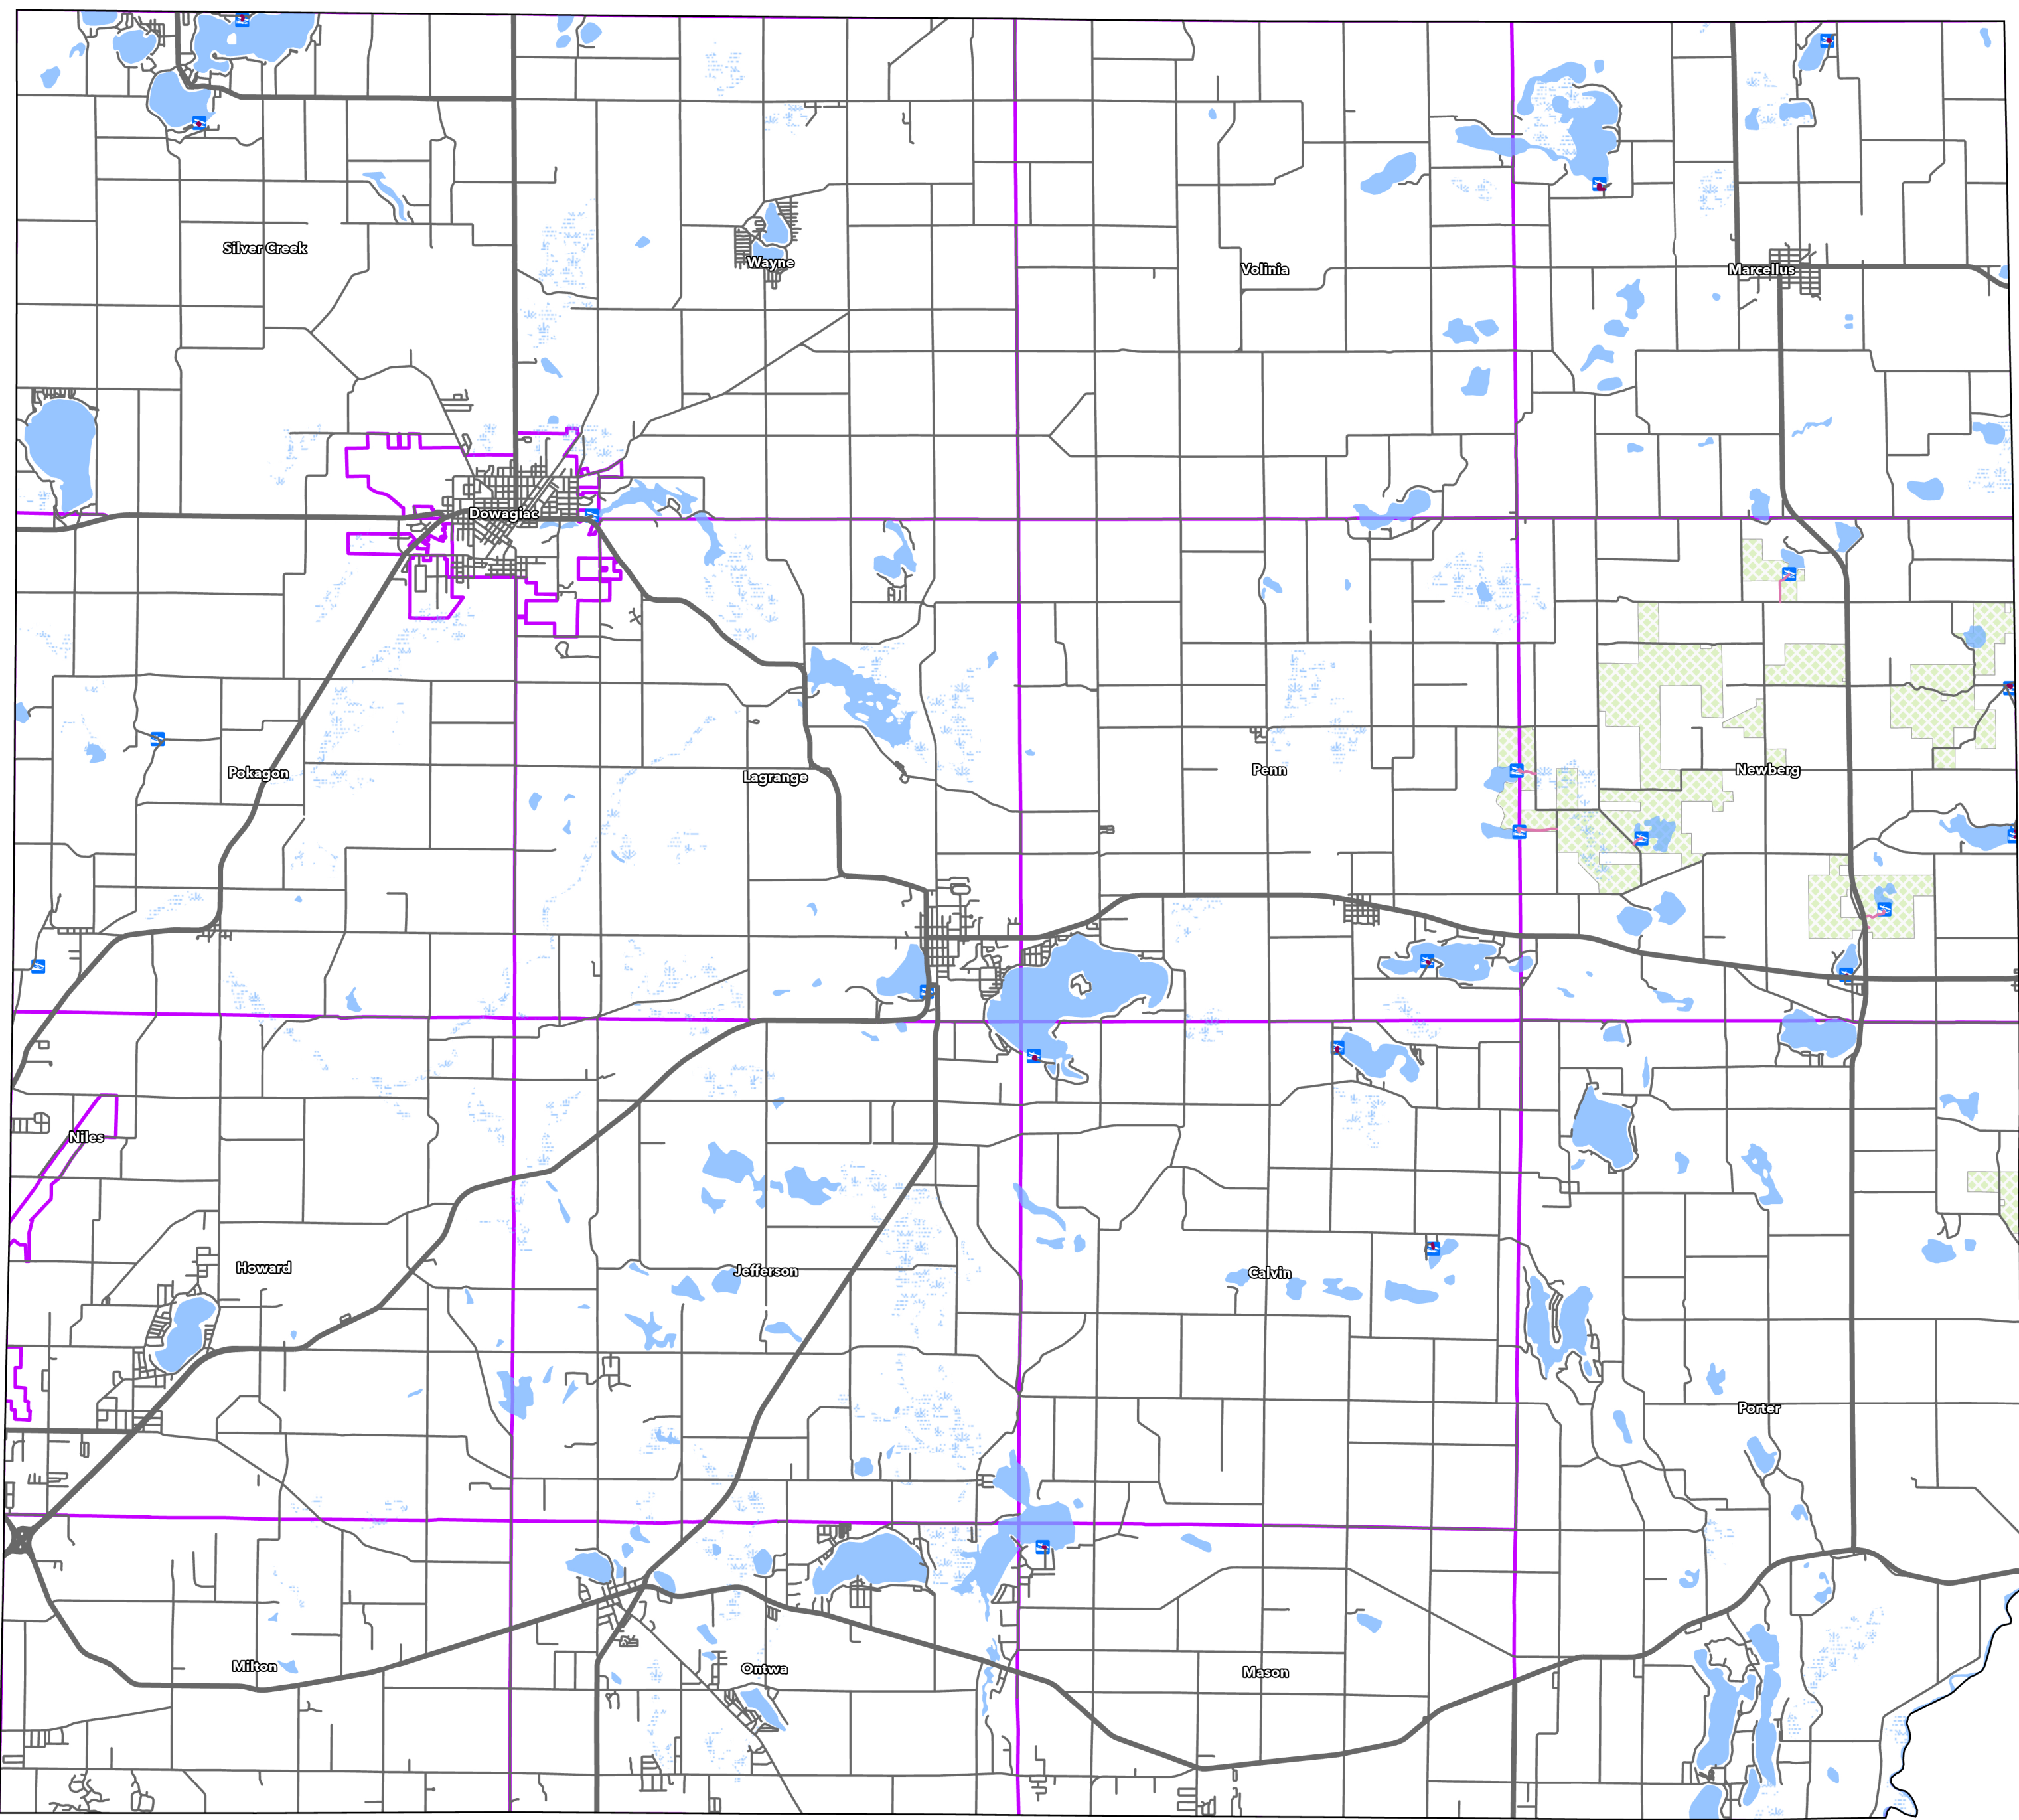 Silver Creek
Wayne
Volinia
Marcellus
Dowagiac
Pokagon
Lagrange
Penn
Newberg
Niles
Howard
Jefferson
Calvin
Porter
Milton
Ontwa
Mason